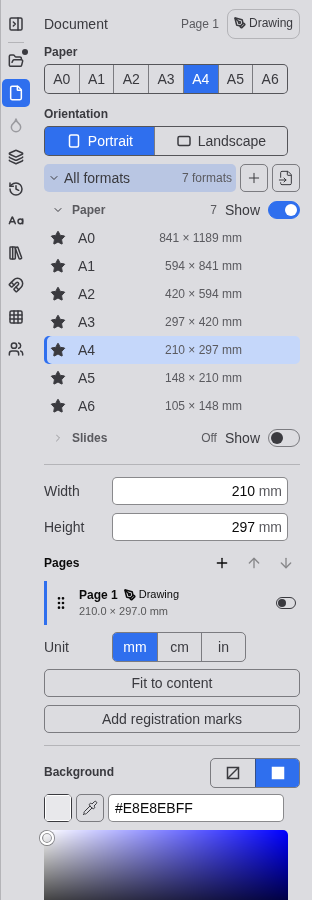 Document Page 1 Drawing
Paper
A0 A1 A2 A3 A4 A5 A6
Orientation
Portrait Landscape
All formats 7 formats
Paper 7 Show
A0 841 × 1189 mm
A1 594 × 841 mm
A2 420 × 594 mm
A3 297 × 420 mm
A4 210 × 297 mm
A5 148 × 210 mm
A6 105 × 148 mm
Slides Off Show
Width 210 mm
Height 297 mm
Pages
Page 1 Drawing
210.0 × 297.0 mm
Unit mm cm in
Fit to content
Add registration marks
Background
#E8E8EBFF